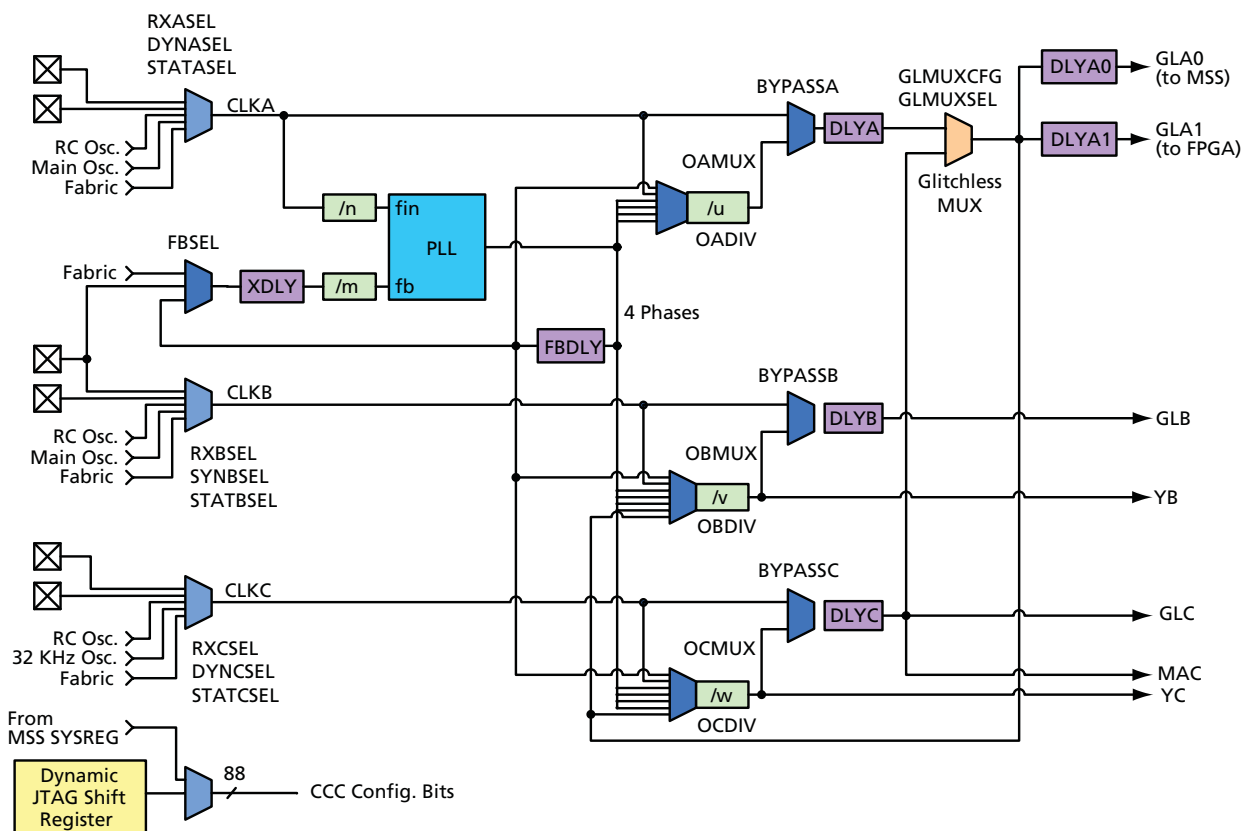 RXASEL
DYNASEL
STATASEL
CLKA
RC Osc.
Main Osc.
Fabric
BYPASSA
DLYA
GLMUXCFG
GLMUXSEL
Glitchless
MUX
DLYA0
GLA0
(to MSS)
DLYA1
GLA1
(to FPGA)
OAMUX
/u
OADIV
/n
fin
PLL
fb
FBSEL
Fabric
XDLY
/m
4 Phases
FBDLY
CLKB
RC Osc.
Main Osc.
Fabric
RXBSEL
SYNBSEL
STATBSEL
BYPASSB
DLYB
GLB
OBMUX
/v
OBDIV
YB
CLKC
RC Osc.
32 KHz Osc.
Fabric
RXCSEL
DYNCSEL
STATCSEL
BYPASSC
DLYC
GLC
OCMUX
/w
OCDIV
MAC
YC
From
MSS SYSREG
Dynamic
JTAG Shift
Register
88
CCC Config. Bits